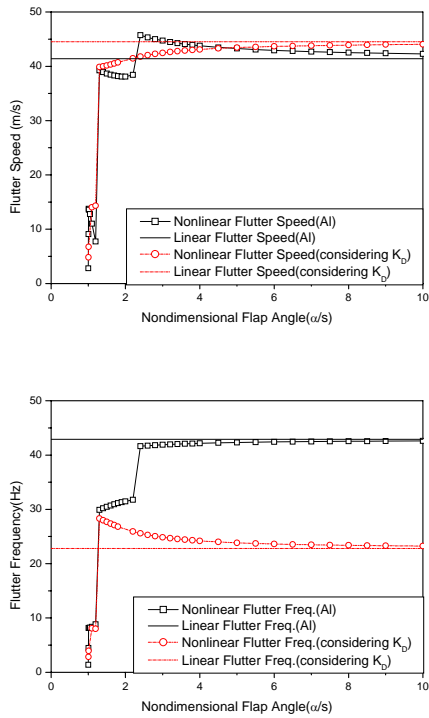 50
40
30
20
10
0
Flutter Speed (m/s)
Nonlinear Flutter Speed(Al)
Linear Flutter Speed(Al)
Nonlinear Flutter Speed(considering K_D)
Linear Flutter Speed(considering K_D)
0 2 4 6 8 10
Nondimensional Flap Angle(α/s)
50
40
30
20
10
0
Flutter Frequency(Hz)
Nonlinear Flutter Freq.(Al)
Linear Flutter Freq.(Al)
Nonlinear Flutter Freq.(considering K_D)
Linear Flutter Freq.(considering K_D)
0 2 4 6 8 10
Nondimensional Flap Angle(α/s)